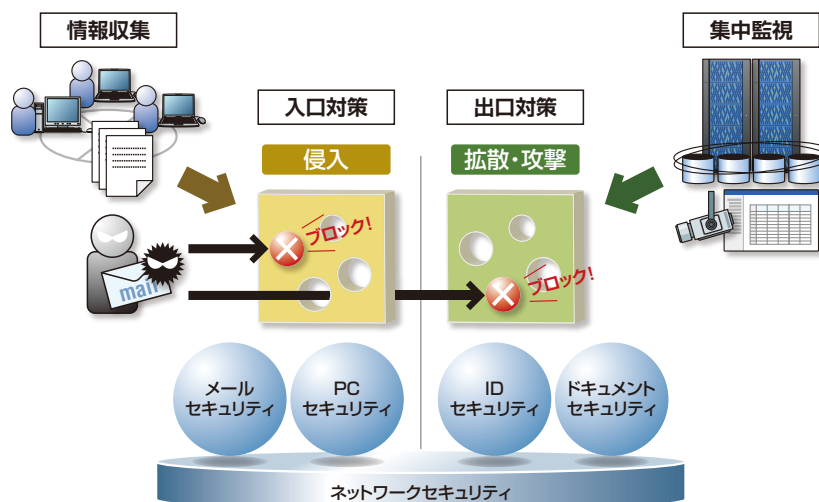 情報収集
集中監視
入口対策
出口対策
侵入
拡散・攻撃
ブロック!
ブロック!
mail
メール
セキュリティ
PC
セキュリティ
ID
セキュリティ
ドキュメント
セキュリティ
ネットワークセキュリティ